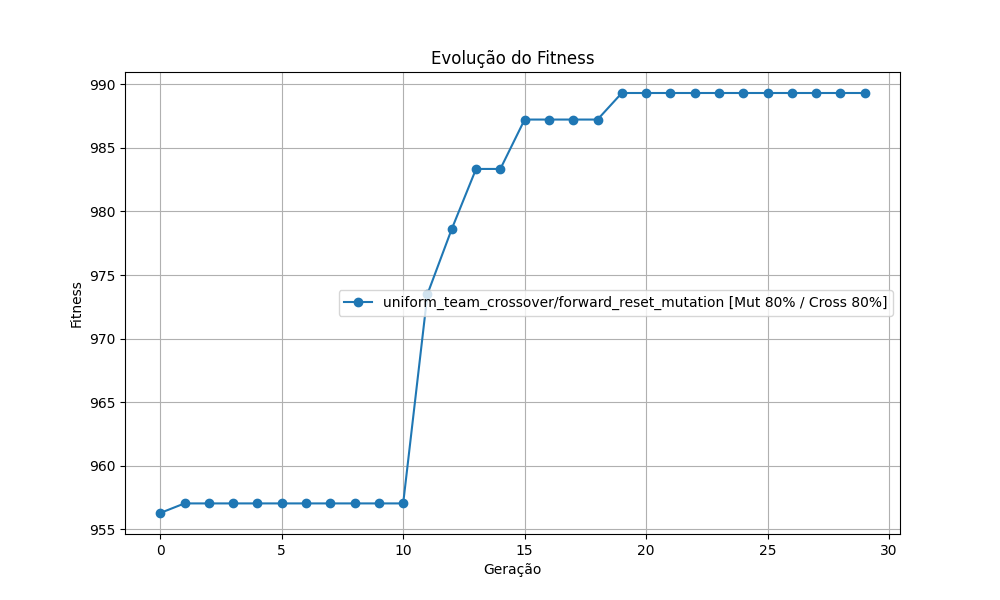 Evolução do Fitness
Fitness
990
985
980
975
970
965
960
955
uniform_team_crossover/forward_reset_mutation [Mut 80% / Cross 80%]
0 5 10 15 20 25 30
Geração